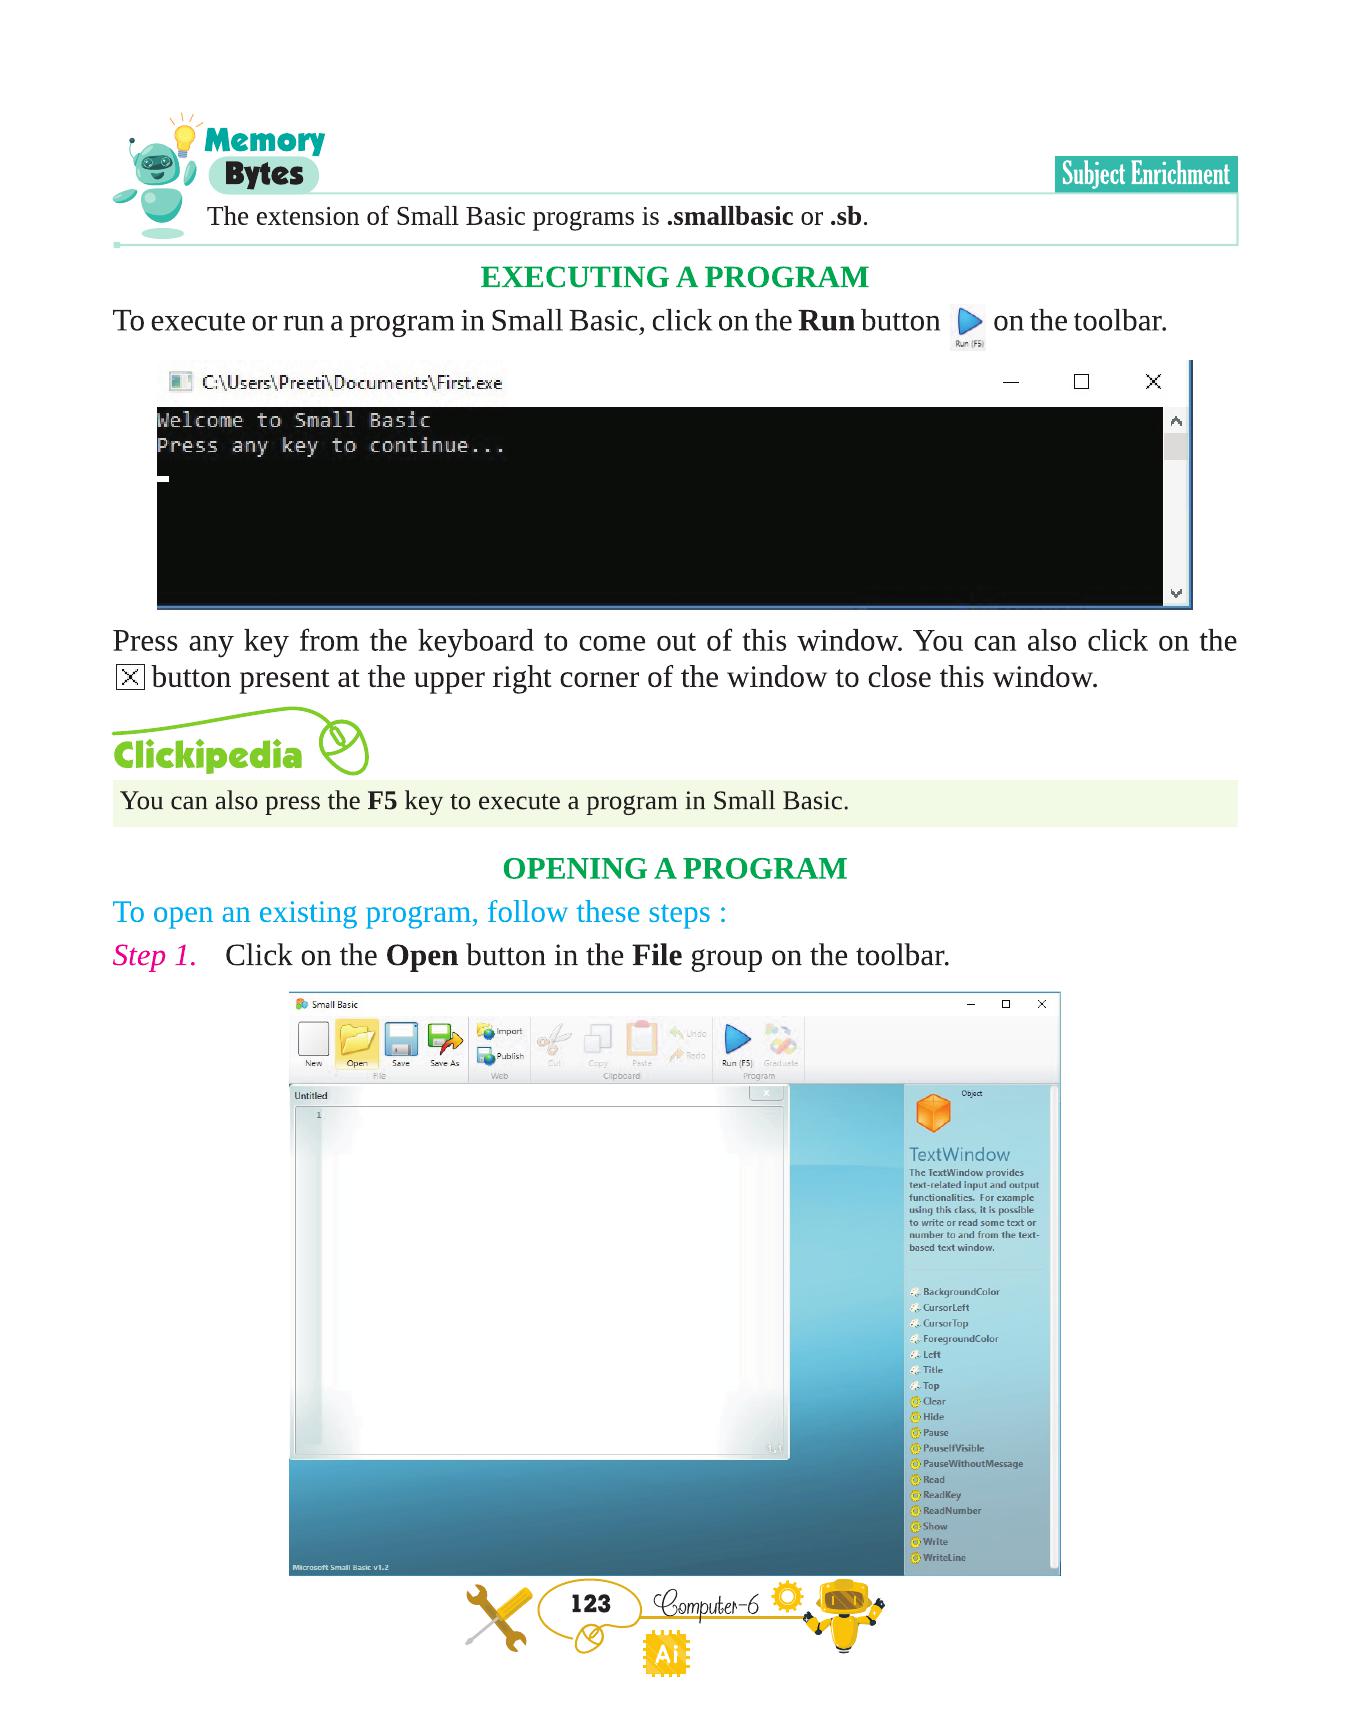 Memory
Bytes
Subject Enrichment
The extension of Small Basic programs is .smallbasic or .sb.
EXECUTING A PROGRAM
To execute or run a program in Small Basic, click on the Run button Run (F5) on the toolbar.
C:\Users\Preeti\Documents\First.exe
Welcome to Small Basic
Press any key to continue...
Press any key from the keyboard to come out of this window. You can also click on the
button present at the upper right corner of the window to close this window.
Clickipedia
You can also press the F5 key to execute a program in Small Basic.
OPENING A PROGRAM
To open an existing program, follow these steps :
Step 1. Click on the Open button in the File group on the toolbar.
Small Basic
Import
Undo
Publish
Redo
New Open Save Save As Cut Copy Paste Run (F5) Graduate
File Web Clipboard Program
Untitled
Object
1
TextWindow
The TextWindow provides
text-related input and output
functionalities. For example
using this class, it is possible
to write or read some text or
number to and from the text-
based text window.
BackgroundColor
CursorLeft
CursorTop
ForegroundColor
Left
Title
Top
Clear
Hide
Pause
PauseIfVisible
PauseWithoutMessage
Read
ReadKey
ReadNumber
Show
Write
WriteLine
1,1
Microsoft Small Basic v1.2
123 Computer-6
Ai